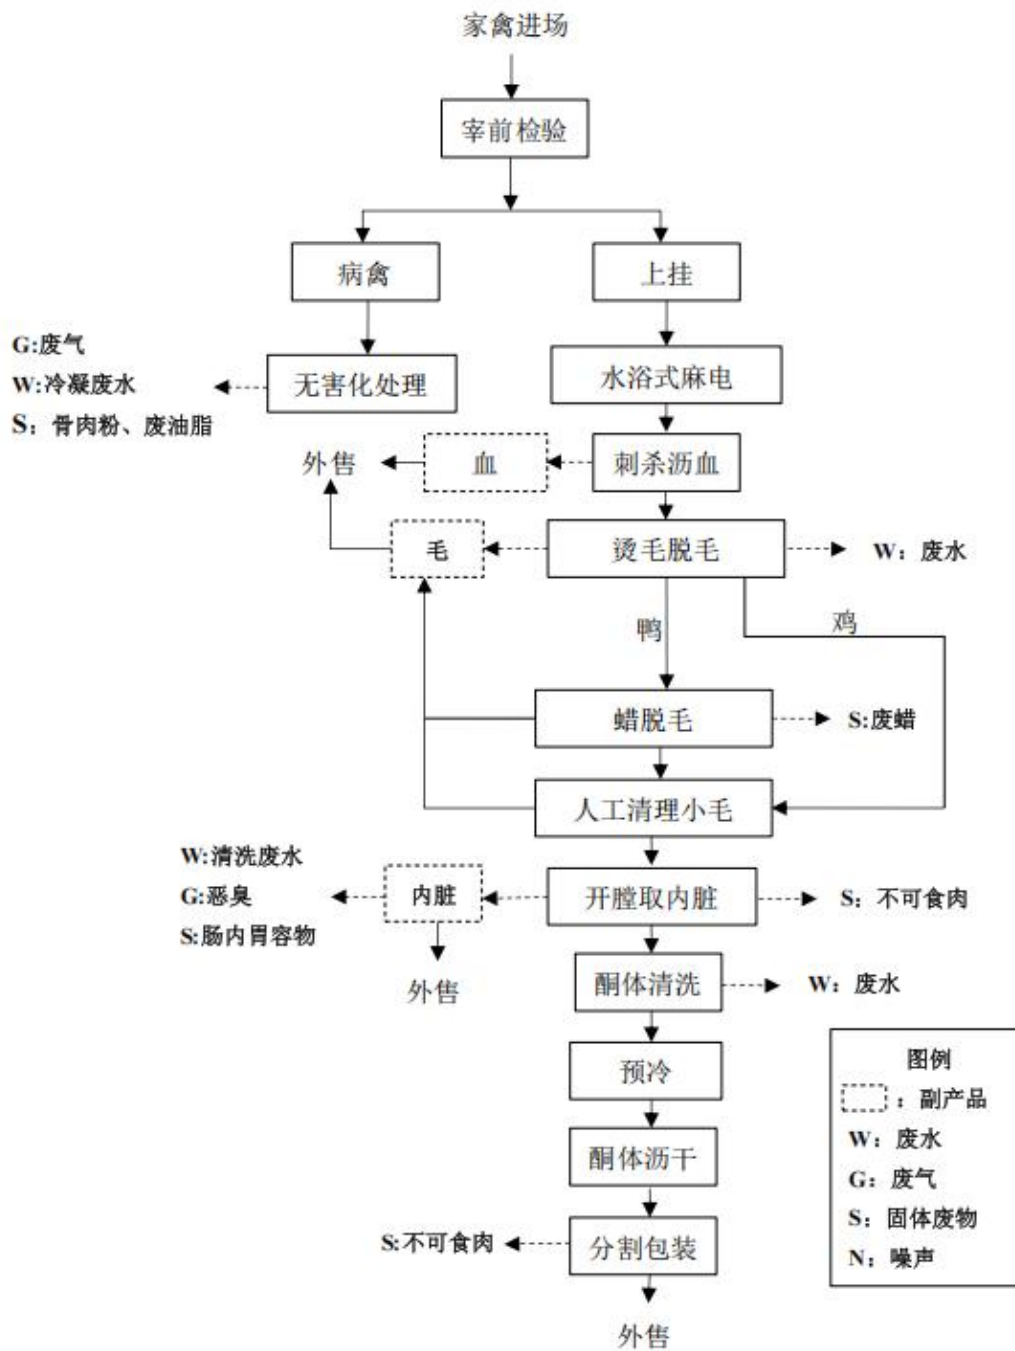 家禽进场
宰前检验
病禽
上挂
G:废气
W:冷凝废水
S：骨肉粉、废油脂
无害化处理
水浴式麻电
外售
血
刺杀沥血
毛
烫毛脱毛
W：废水
鸭
鸡
蜡脱毛
S:废蜡
人工清理小毛
W:清洗废水
G:恶臭
S:肠内胃容物
内脏
开膛取内脏
S：不可食肉
外售
酮体清洗
W：废水
预冷
酮体沥干
S:不可食肉
分割包装
外售
图例
：副产品
W：废水
G：废气
S：固体废物
N：噪声